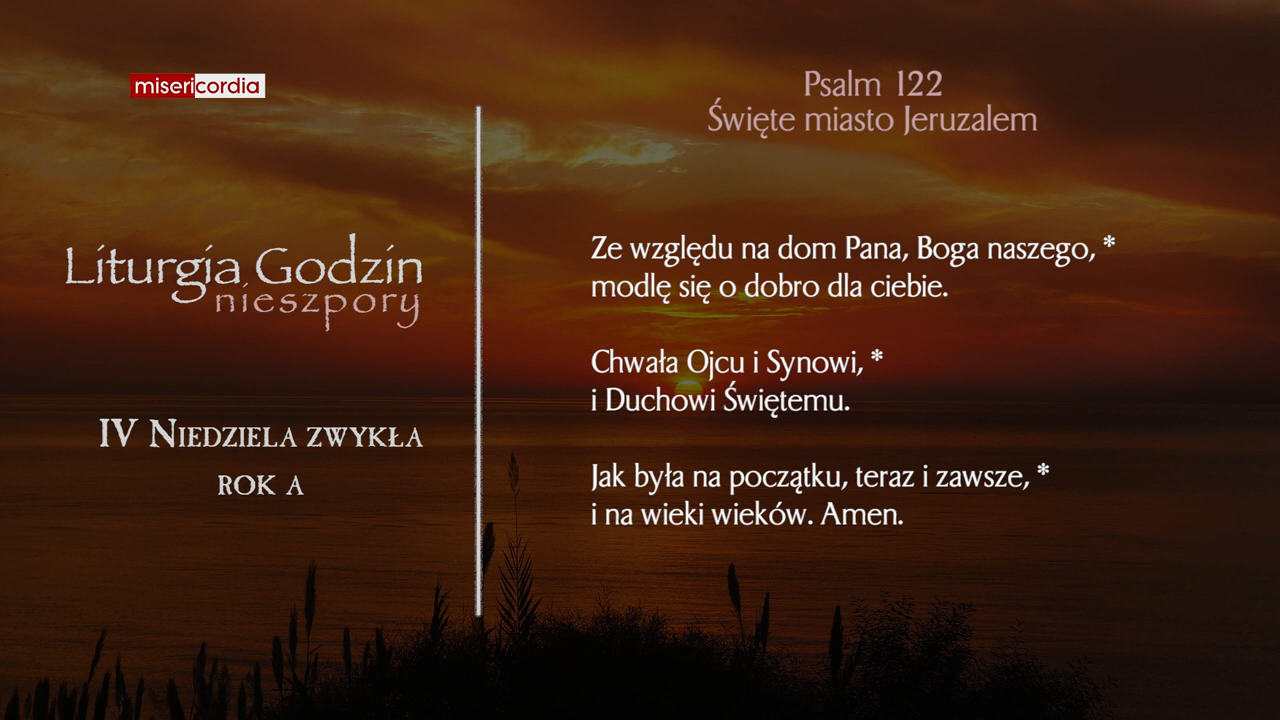 misericordia
Liturgia Godzin
nieszpory
IV Niedziela zwykła
rok A
Psalm 122
Święte miasto Jeruzalem
Ze względu na dom Pana, Boga naszego, *
modlę się o dobro dla ciebie.
Chwała Ojcu i Synowi, *
i Duchowi Świętemu.
Jak była na początku, teraz i zawsze, *
i na wieki wieków. Amen.